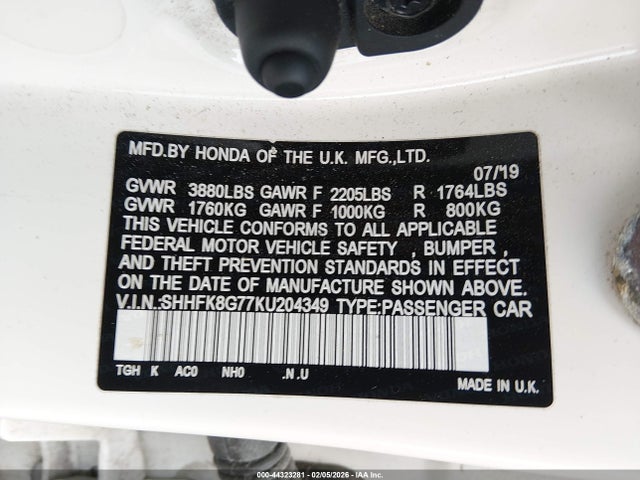 MFD.BY HONDA OF THE U.K. MFG.,LTD.
07/19
GVWR 3880LBS GAWR F 2205LBS R 1764LBS
GVWR 1760KG GAWR F 1000KG R 800KG
THIS VEHICLE CONFORMS TO ALL APPLICABLE
FEDERAL MOTOR VEHICLE SAFETY , BUMPER ,
AND THEFT PREVENTION STANDARDS IN EFFECT
ON THE DATE OF MANUFACTURE SHOWN ABOVE.
V.I.N.:SHHFK8G77KU204349 TYPE:PASSENGER CAR
TGH K AC0 NH0 .N.U
MADE IN U.K.
000-44323281 - 02/05/2026 - IAA Inc.